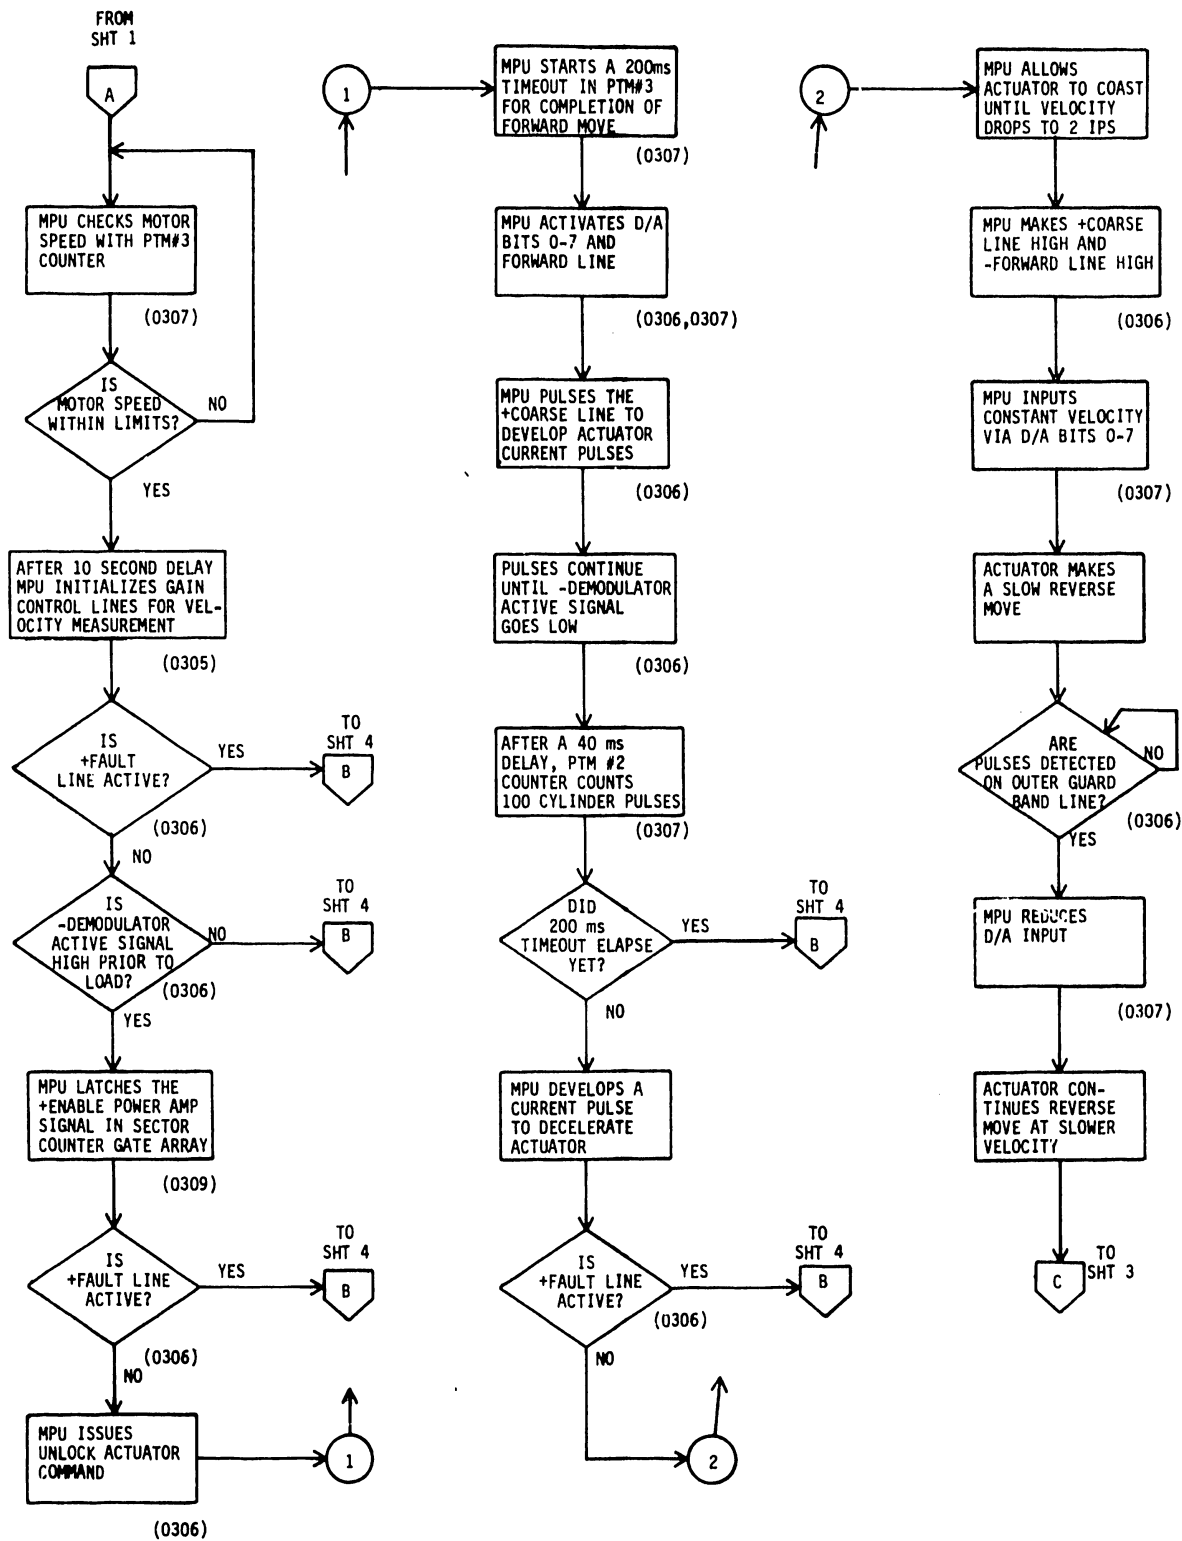 FROM
SHT 1
A
MPU CHECKS MOTOR
SPEED WITH PTM#3
COUNTER
(0307)
IS
MOTOR SPEED
WITHIN LIMITS?
NO
YES
AFTER 10 SECOND DELAY
MPU INITIALIZES GAIN
CONTROL LINES FOR VEL-
OCITY MEASUREMENT
(0305)
IS
+FAULT
LINE ACTIVE?
YES
TO
SHT 4
B
(0306)
NO
IS
-DEMODULATOR
ACTIVE SIGNAL
HIGH PRIOR TO
LOAD?
NO
TO
SHT 4
B
(0306)
YES
MPU LATCHES THE
+ENABLE POWER AMP
SIGNAL IN SECTOR
COUNTER GATE ARRAY
(0309)
IS
+FAULT LINE
ACTIVE?
YES
TO
SHT 4
B
(0306)
NO
MPU ISSUES
UNLOCK ACTUATOR
COMMAND
(0306)
1
1
MPU STARTS A 200ms
TIMEOUT IN PTM#3
FOR COMPLETION OF
FORWARD MOVE
(0307)
MPU ACTIVATES D/A
BITS 0-7 AND
FORWARD LINE
(0306,0307)
MPU PULSES THE
+COARSE LINE TO
DEVELOP ACTUATOR
CURRENT PULSES
(0306)
PULSES CONTINUE
UNTIL -DEMODULATOR
ACTIVE SIGNAL
GOES LOW
(0306)
AFTER A 40 ms
DELAY, PTM #2
COUNTER COUNTS
100 CYLINDER PULSES
(0307)
DID
200 ms
TIMEOUT ELAPSE
YET?
YES
TO
SHT 4
B
NO
MPU DEVELOPS A
CURRENT PULSE
TO DECELERATE
ACTUATOR
IS
+FAULT LINE
ACTIVE?
YES
TO
SHT 4
B
(0306)
NO
2
2
MPU ALLOWS
ACTUATOR TO COAST
UNTIL VELOCITY
DROPS TO 2 IPS
MPU MAKES +COARSE
LINE HIGH AND
-FORWARD LINE HIGH
(0306)
MPU INPUTS
CONSTANT VELOCITY
VIA D/A BITS 0-7
(0307)
ACTUATOR MAKES
A SLOW REVERSE
MOVE
ARE
PULSES DETECTED
ON OUTER GUARD
BAND LINE?
NO
(0306)
YES
MPU REDUCES
D/A INPUT
(0307)
ACTUATOR CON-
TINUES REVERSE
MOVE AT SLOWER
VELOCITY
C
TO
SHT 3